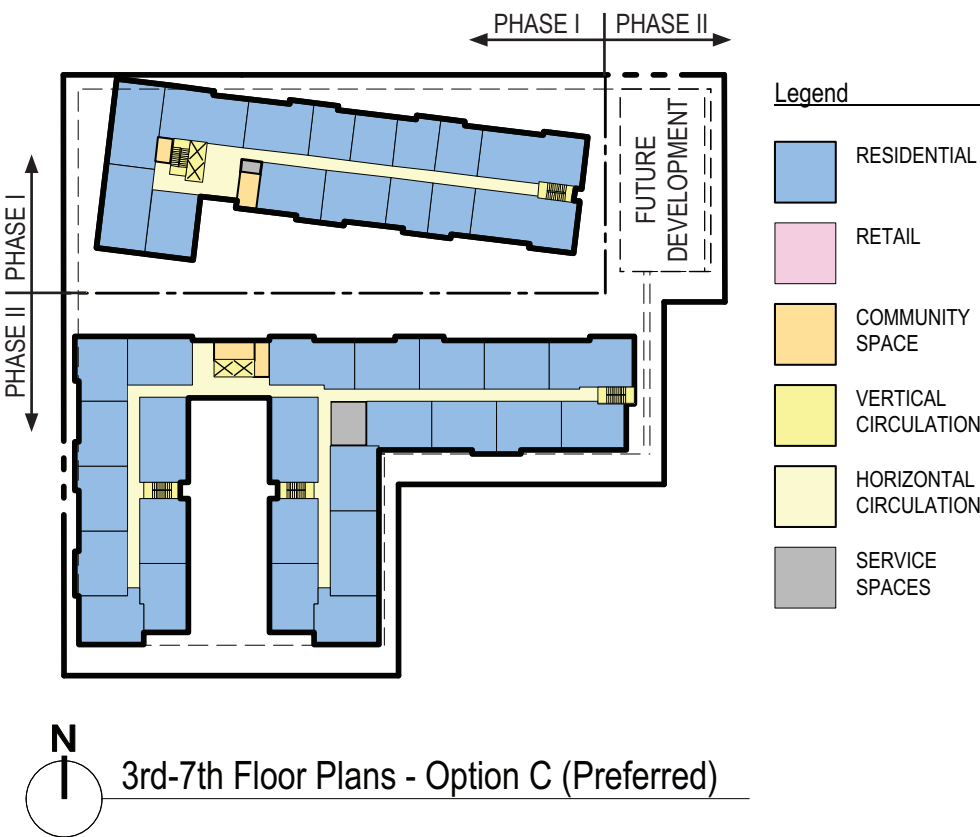 PHASE I
PHASE II
Legend
FUTURE
DEVELOPMENT
PHASE I
PHASE II
RESIDENTIAL
RETAIL
COMMUNITY
SPACE
VERTICAL
CIRCULATION
HORIZONTAL
CIRCULATION
SERVICE
SPACES
N
3rd-7th Floor Plans - Option C (Preferred)